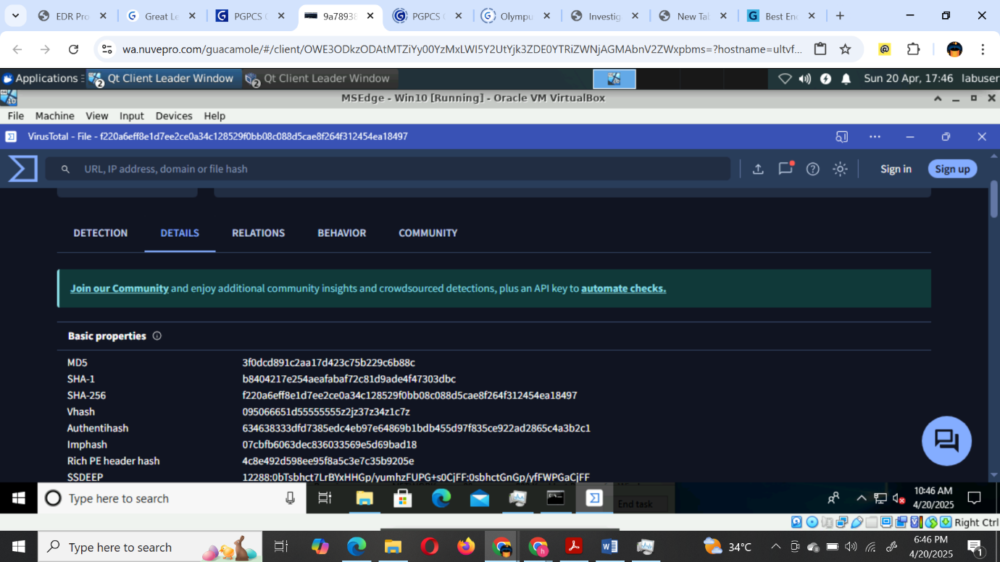 EDR Pro
Great Le
PGPCS C
9a78938
PGPCS C
Olympu
Investig
New Tab
Best Enc
wa.nuvepro.com/guacamole/#/client/OWE3ODkzODAtMTZiYy00YzMxLWI5Y2UtYjk3ZDE0YTRiZWNjAGMAbnV2ZWxpbms=?hostname=ultvf...
Applications
Qt Client Leader Window
Qt Client Leader Window
Sun 20 Apr, 17:46 labuser
MSEdge - Win10 [Running] - Oracle VM VirtualBox
File Machine View Input Devices Help
VirusTotal - File - f220a6eff8e1d7ee2ce0a34c128529f0bb08c088d5cae8f264f312454ea18497
URL, IP address, domain or file hash
Sign in
Sign up
DETECTION DETAILS RELATIONS BEHAVIOR COMMUNITY
Join our Community and enjoy additional community insights and crowdsourced detections, plus an API key to automate checks.
Basic properties
MD5 3f0dcd891c2aa17d423c75b229c6b88c
SHA-1 b8404217e254aeafabaf72c81d9ade4f47303dbc
SHA-256 f220a6eff8e1d7ee2ce0a34c128529f0bb08c088d5cae8f264f312454ea18497
Vhash 095066651d55555555z2jz37z34z1c7z
Authentihash 634638333dfd7385edc4eb97e64869b1bdb455d97f835ce922ad2865c4a3b2c1
Imphash 07cbfb6063dec836033569e5d69bad18
Rich PE header hash 4c8e492d598ee95f8a5c3e7c35b9205e
SSDEEP 12288:0bTsbhct7LrBYxHHGp/yumhzFUPG+s0CjFF:0sbhctGnGp/yfFWPGaCjFF
Type here to search
End task
10:46 AM
4/20/2025
Right Ctrl
Type here to search
34°C
6:46 PM
4/20/2025